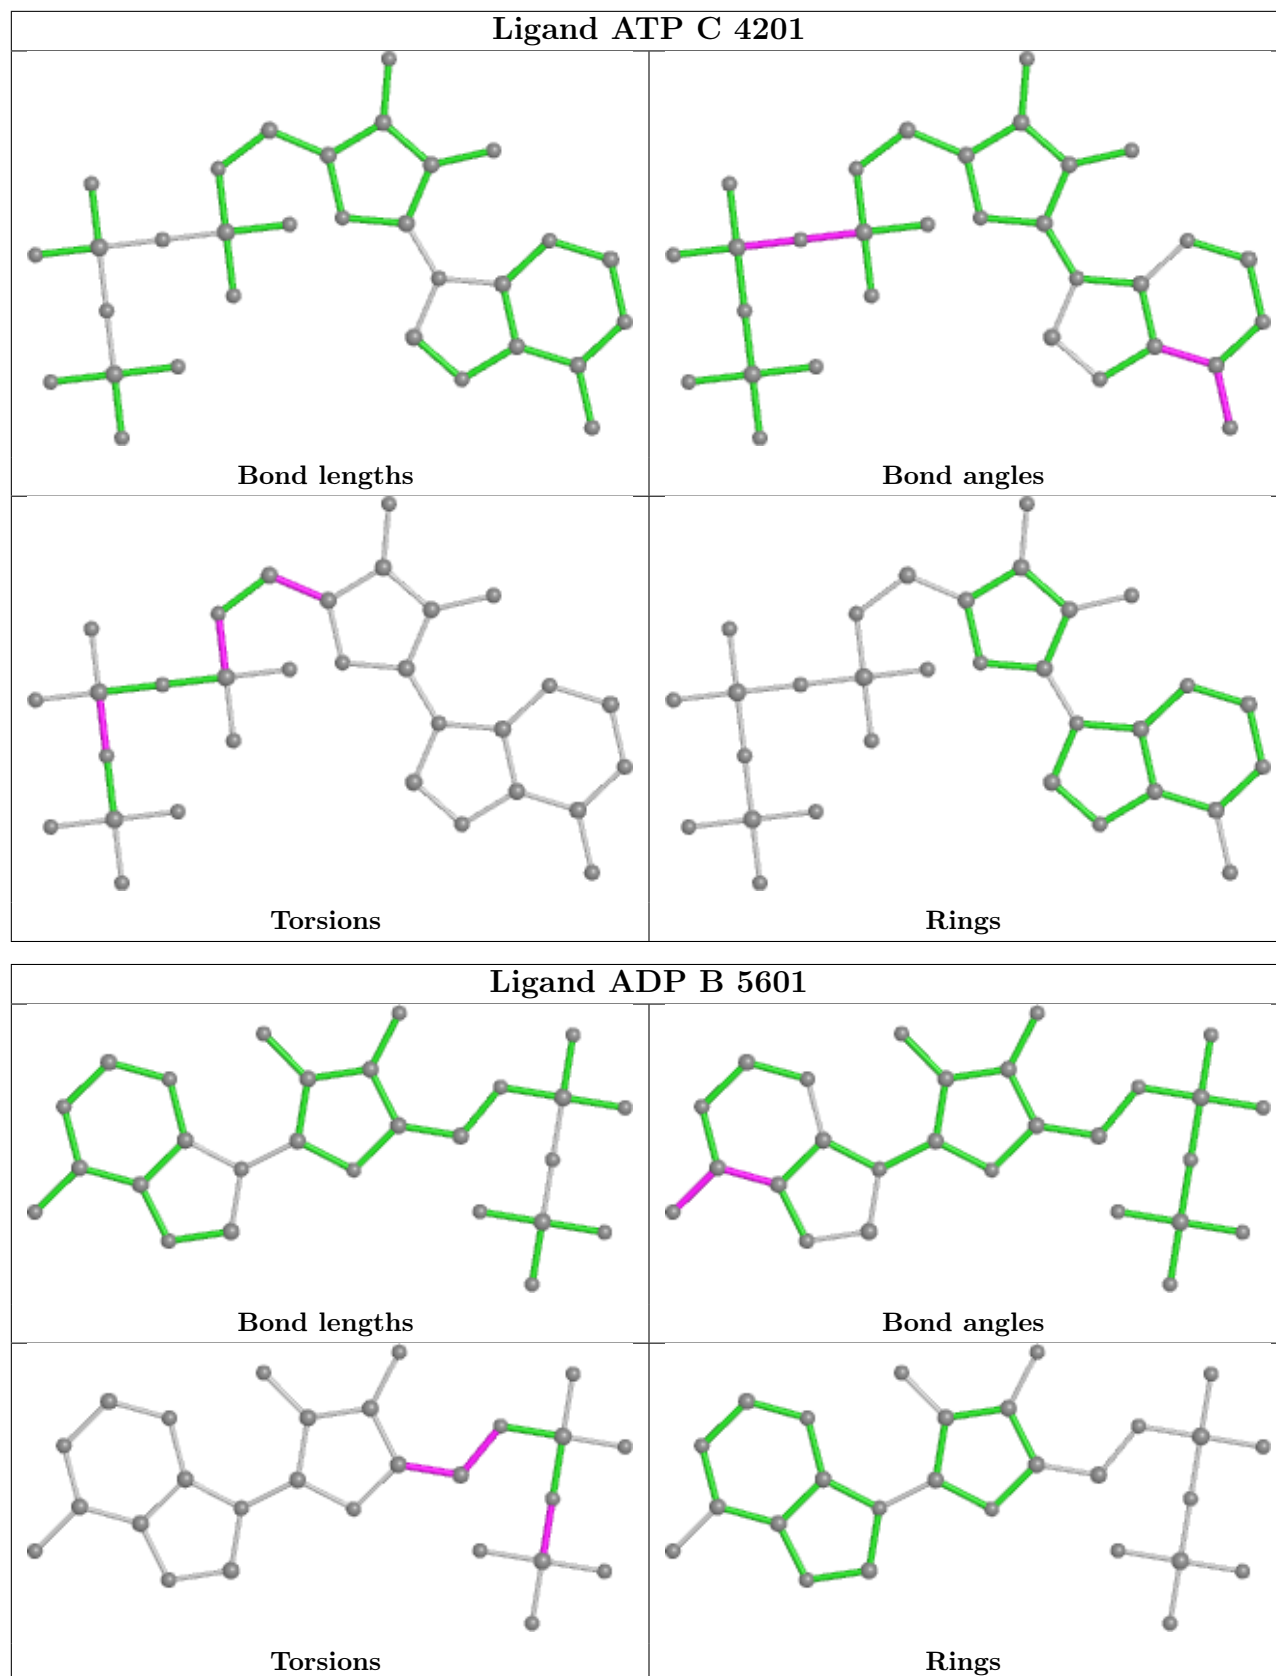 Ligand ATP C 4201
Bond lengths
Bond angles
Torsions
Rings
Ligand ADP B 5601
Bond lengths
Bond angles
Torsions
Rings